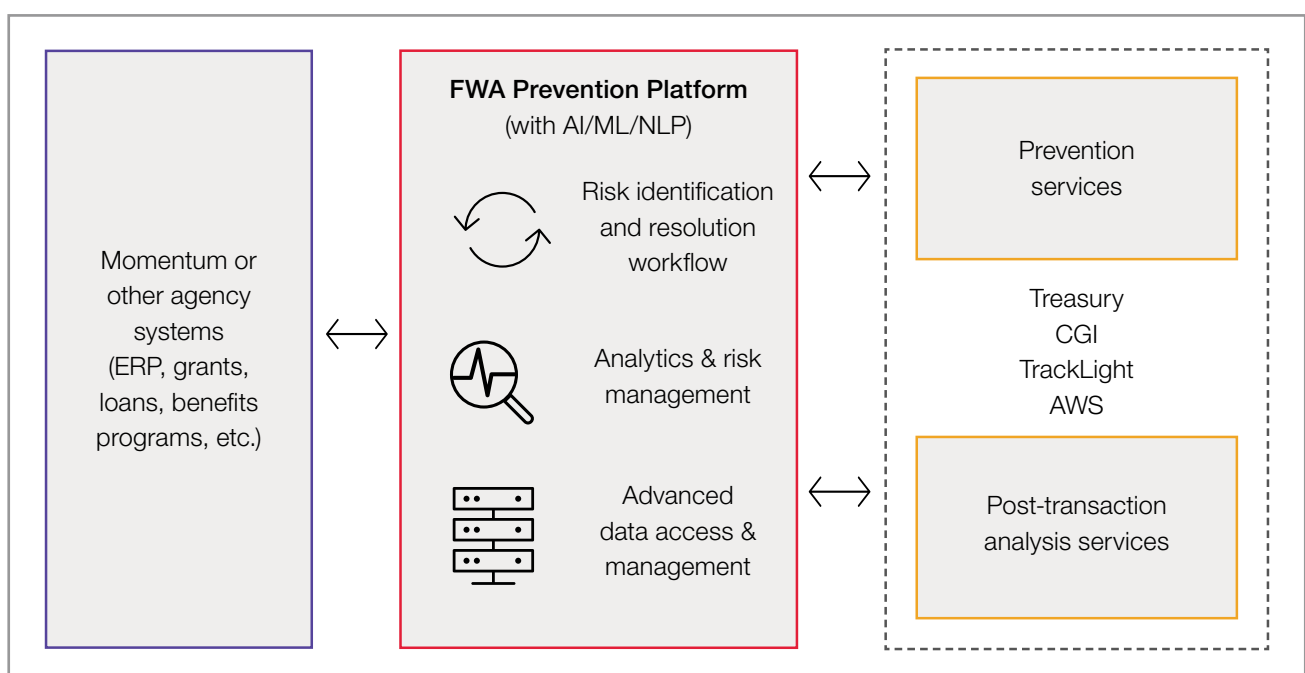 Momentum or
other agency
systems
(ERP, grants,
loans, benefits
programs, etc.)
FWA Prevention Platform
(with AI/ML/NLP)
Risk identification
and resolution
workflow
Analytics & risk
management
Advanced
data access &
management
Prevention
services
Treasury
CGI
TrackLight
AWS
Post-transaction
analysis services